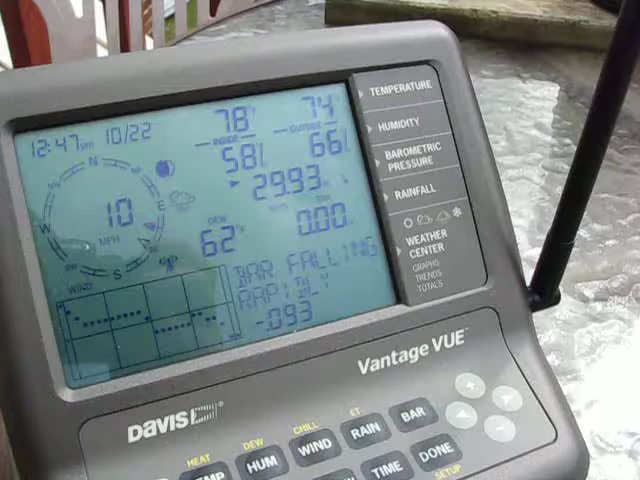 12:47pm 10/22
78°
74°
INSIDE
OUTSIDE
58%
66%
29.93 in
N
W
E
S
10
MPH
DEW
62°
0.00
WIND
BAR FALLING
RAPIDLY
-.093
TEMPERATURE
HUMIDITY
BAROMETRIC
PRESSURE
RAINFALL
WEATHER
CENTER
GRAPHS
TRENDS
TOTALS
Vantage VUE®
DAVIS®
HEAT
DEW
CHILL
ET
TEMP
HUM
WIND
RAIN
BAR
TIME
DONE
SETUP
+
-